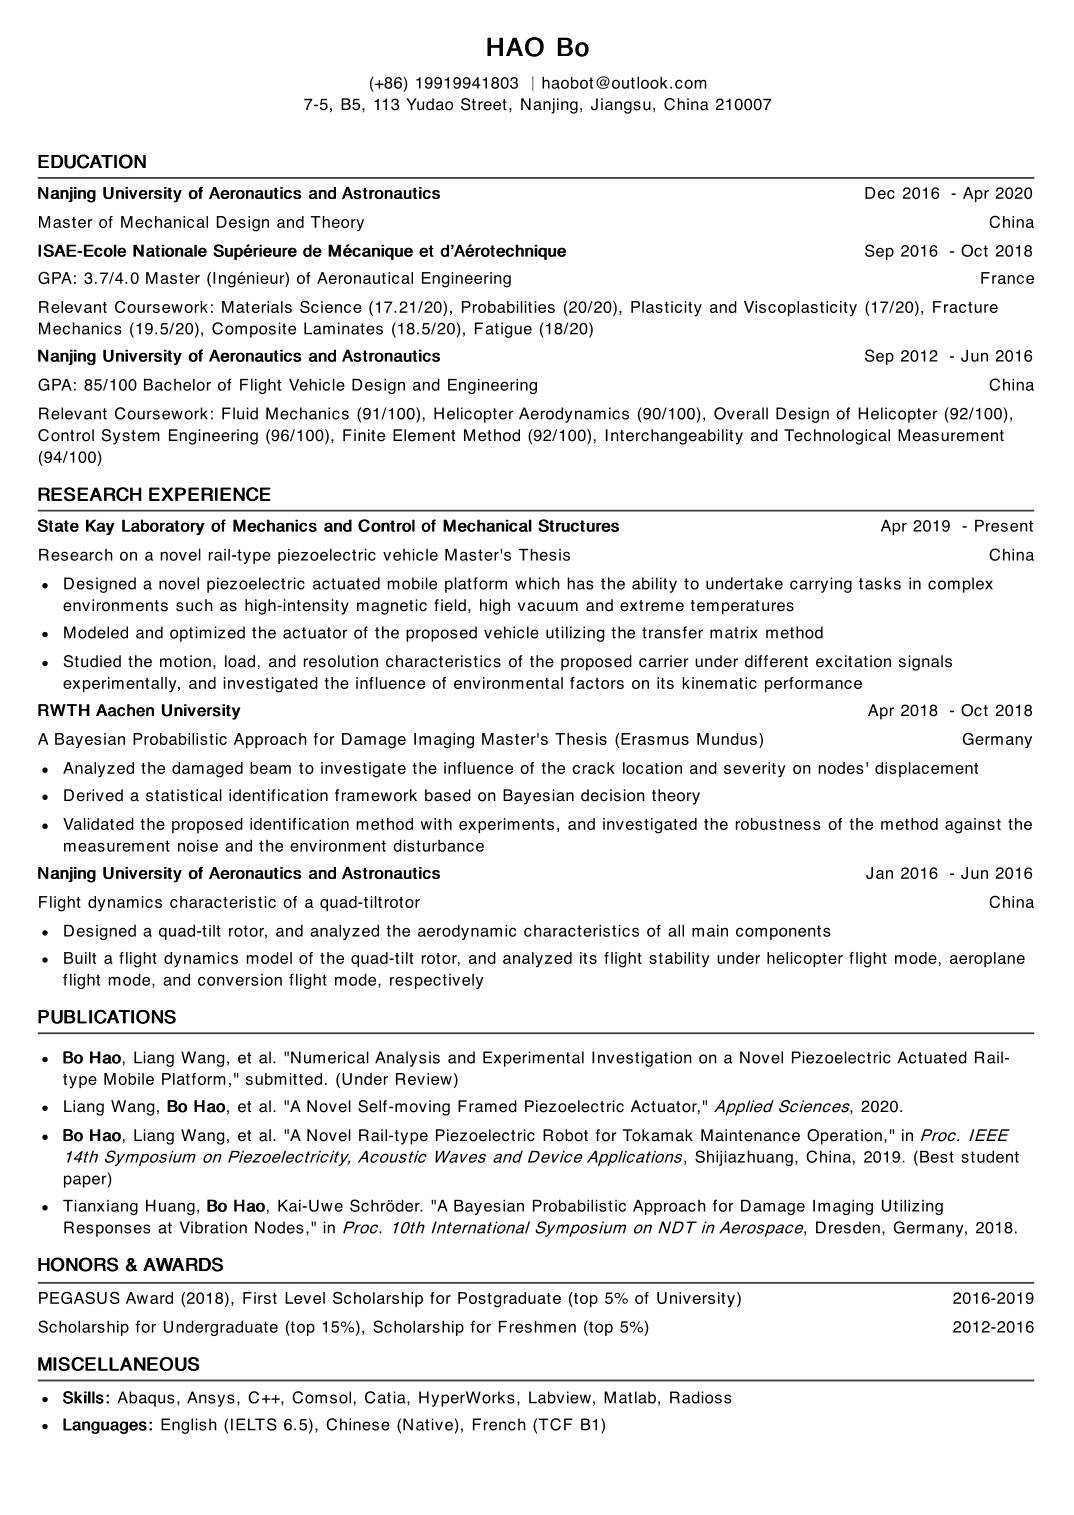 HAO Bo
(+86) 19919941803 | haobot@outlook.com
7-5, B5, 113 Yudao Street, Nanjing, Jiangsu, China 210007
EDUCATION
Nanjing University of Aeronautics and Astronautics Dec 2016 - Apr 2020
Master of Mechanical Design and Theory China
ISAE-Ecole Nationale Supérieure de Mécanique et d’Aérotechnique Sep 2016 - Oct 2018
GPA: 3.7/4.0 Master (Ingénieur) of Aeronautical Engineering France
Relevant Coursework: Materials Science (17.21/20), Probabilities (20/20), Plasticity and Viscoplasticity (17/20), Fracture
Mechanics (19.5/20), Composite Laminates (18.5/20), Fatigue (18/20)
Nanjing University of Aeronautics and Astronautics Sep 2012 - Jun 2016
GPA: 85/100 Bachelor of Flight Vehicle Design and Engineering China
Relevant Coursework: Fluid Mechanics (91/100), Helicopter Aerodynamics (90/100), Overall Design of Helicopter (92/100),
Control System Engineering (96/100), Finite Element Method (92/100), Interchangeability and Technological Measurement
(94/100)
RESEARCH EXPERIENCE
State Kay Laboratory of Mechanics and Control of Mechanical Structures Apr 2019 - Present
Research on a novel rail-type piezoelectric vehicle Master's Thesis China
• Designed a novel piezoelectric actuated mobile platform which has the ability to undertake carrying tasks in complex
environments such as high-intensity magnetic field, high vacuum and extreme temperatures
• Modeled and optimized the actuator of the proposed vehicle utilizing the transfer matrix method
• Studied the motion, load, and resolution characteristics of the proposed carrier under different excitation signals
experimentally, and investigated the influence of environmental factors on its kinematic performance
RWTH Aachen University Apr 2018 - Oct 2018
A Bayesian Probabilistic Approach for Damage Imaging Master's Thesis (Erasmus Mundus) Germany
• Analyzed the damaged beam to investigate the influence of the crack location and severity on nodes' displacement
• Derived a statistical identification framework based on Bayesian decision theory
• Validated the proposed identification method with experiments, and investigated the robustness of the method against the
measurement noise and the environment disturbance
Nanjing University of Aeronautics and Astronautics Jan 2016 - Jun 2016
Flight dynamics characteristic of a quad-tiltrotor China
• Designed a quad-tilt rotor, and analyzed the aerodynamic characteristics of all main components
• Built a flight dynamics model of the quad-tilt rotor, and analyzed its flight stability under helicopter flight mode, aeroplane
flight mode, and conversion flight mode, respectively
PUBLICATIONS
• Bo Hao, Liang Wang, et al. "Numerical Analysis and Experimental Investigation on a Novel Piezoelectric Actuated Rail-
type Mobile Platform," submitted. (Under Review)
• Liang Wang, Bo Hao, et al. "A Novel Self-moving Framed Piezoelectric Actuator," Applied Sciences, 2020.
• Bo Hao, Liang Wang, et al. "A Novel Rail-type Piezoelectric Robot for Tokamak Maintenance Operation," in Proc. IEEE
14th Symposium on Piezoelectricity, Acoustic Waves and Device Applications, Shijiazhuang, China, 2019. (Best student
paper)
• Tianxiang Huang, Bo Hao, Kai-Uwe Schröder. "A Bayesian Probabilistic Approach for Damage Imaging Utilizing
Responses at Vibration Nodes," in Proc. 10th International Symposium on NDT in Aerospace, Dresden, Germany, 2018.
HONORS & AWARDS
PEGASUS Award (2018), First Level Scholarship for Postgraduate (top 5% of University) 2016-2019
Scholarship for Undergraduate (top 15%), Scholarship for Freshmen (top 5%) 2012-2016
MISCELLANEOUS
• Skills: Abaqus, Ansys, C++, Comsol, Catia, HyperWorks, Labview, Matlab, Radioss
• Languages: English (IELTS 6.5), Chinese (Native), French (TCF B1)